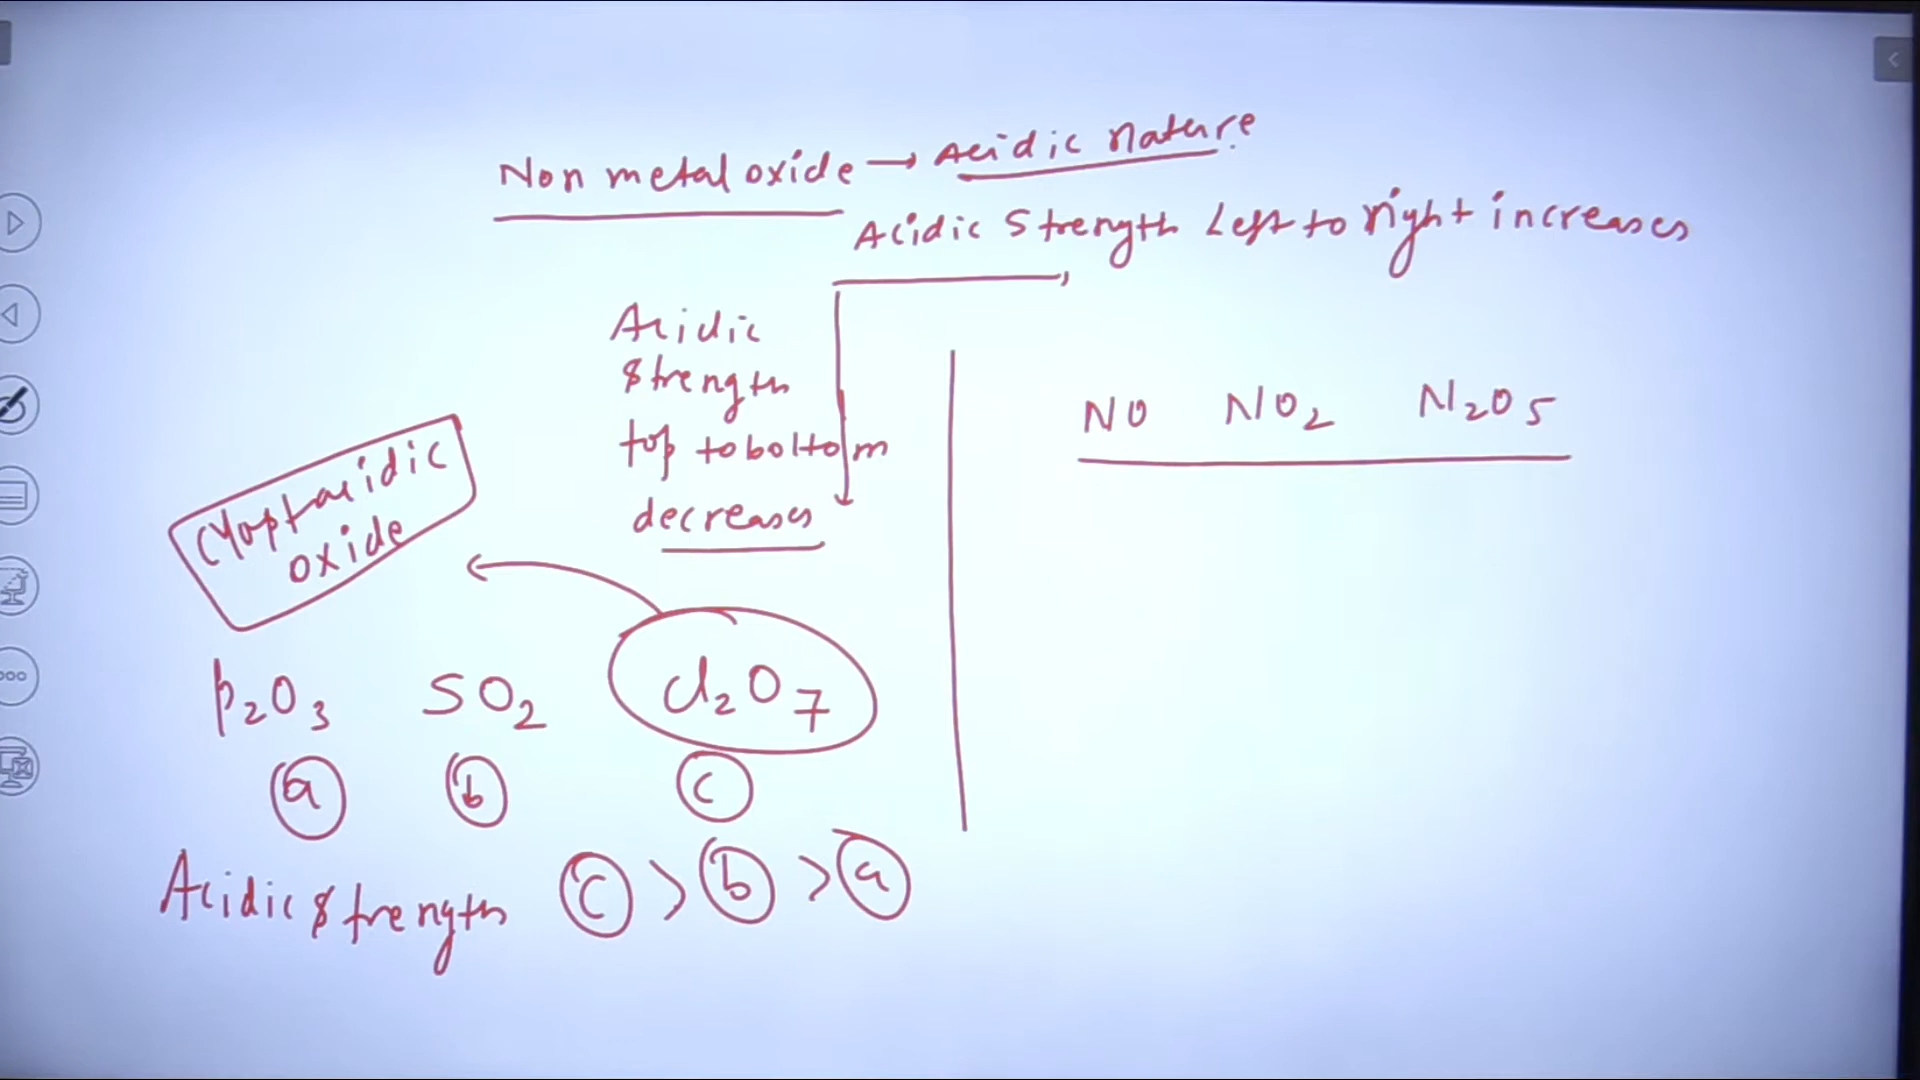 Non metal oxide → Acidic nature
Acidic Strength Left to right increases
Acidic
strength
top to bottom
decreases
NO NO₂ N₂O₅
acidic
oxide
P₂O₃ SO₂ Cl₂O₇
a b c
Acidic strength c > b > a